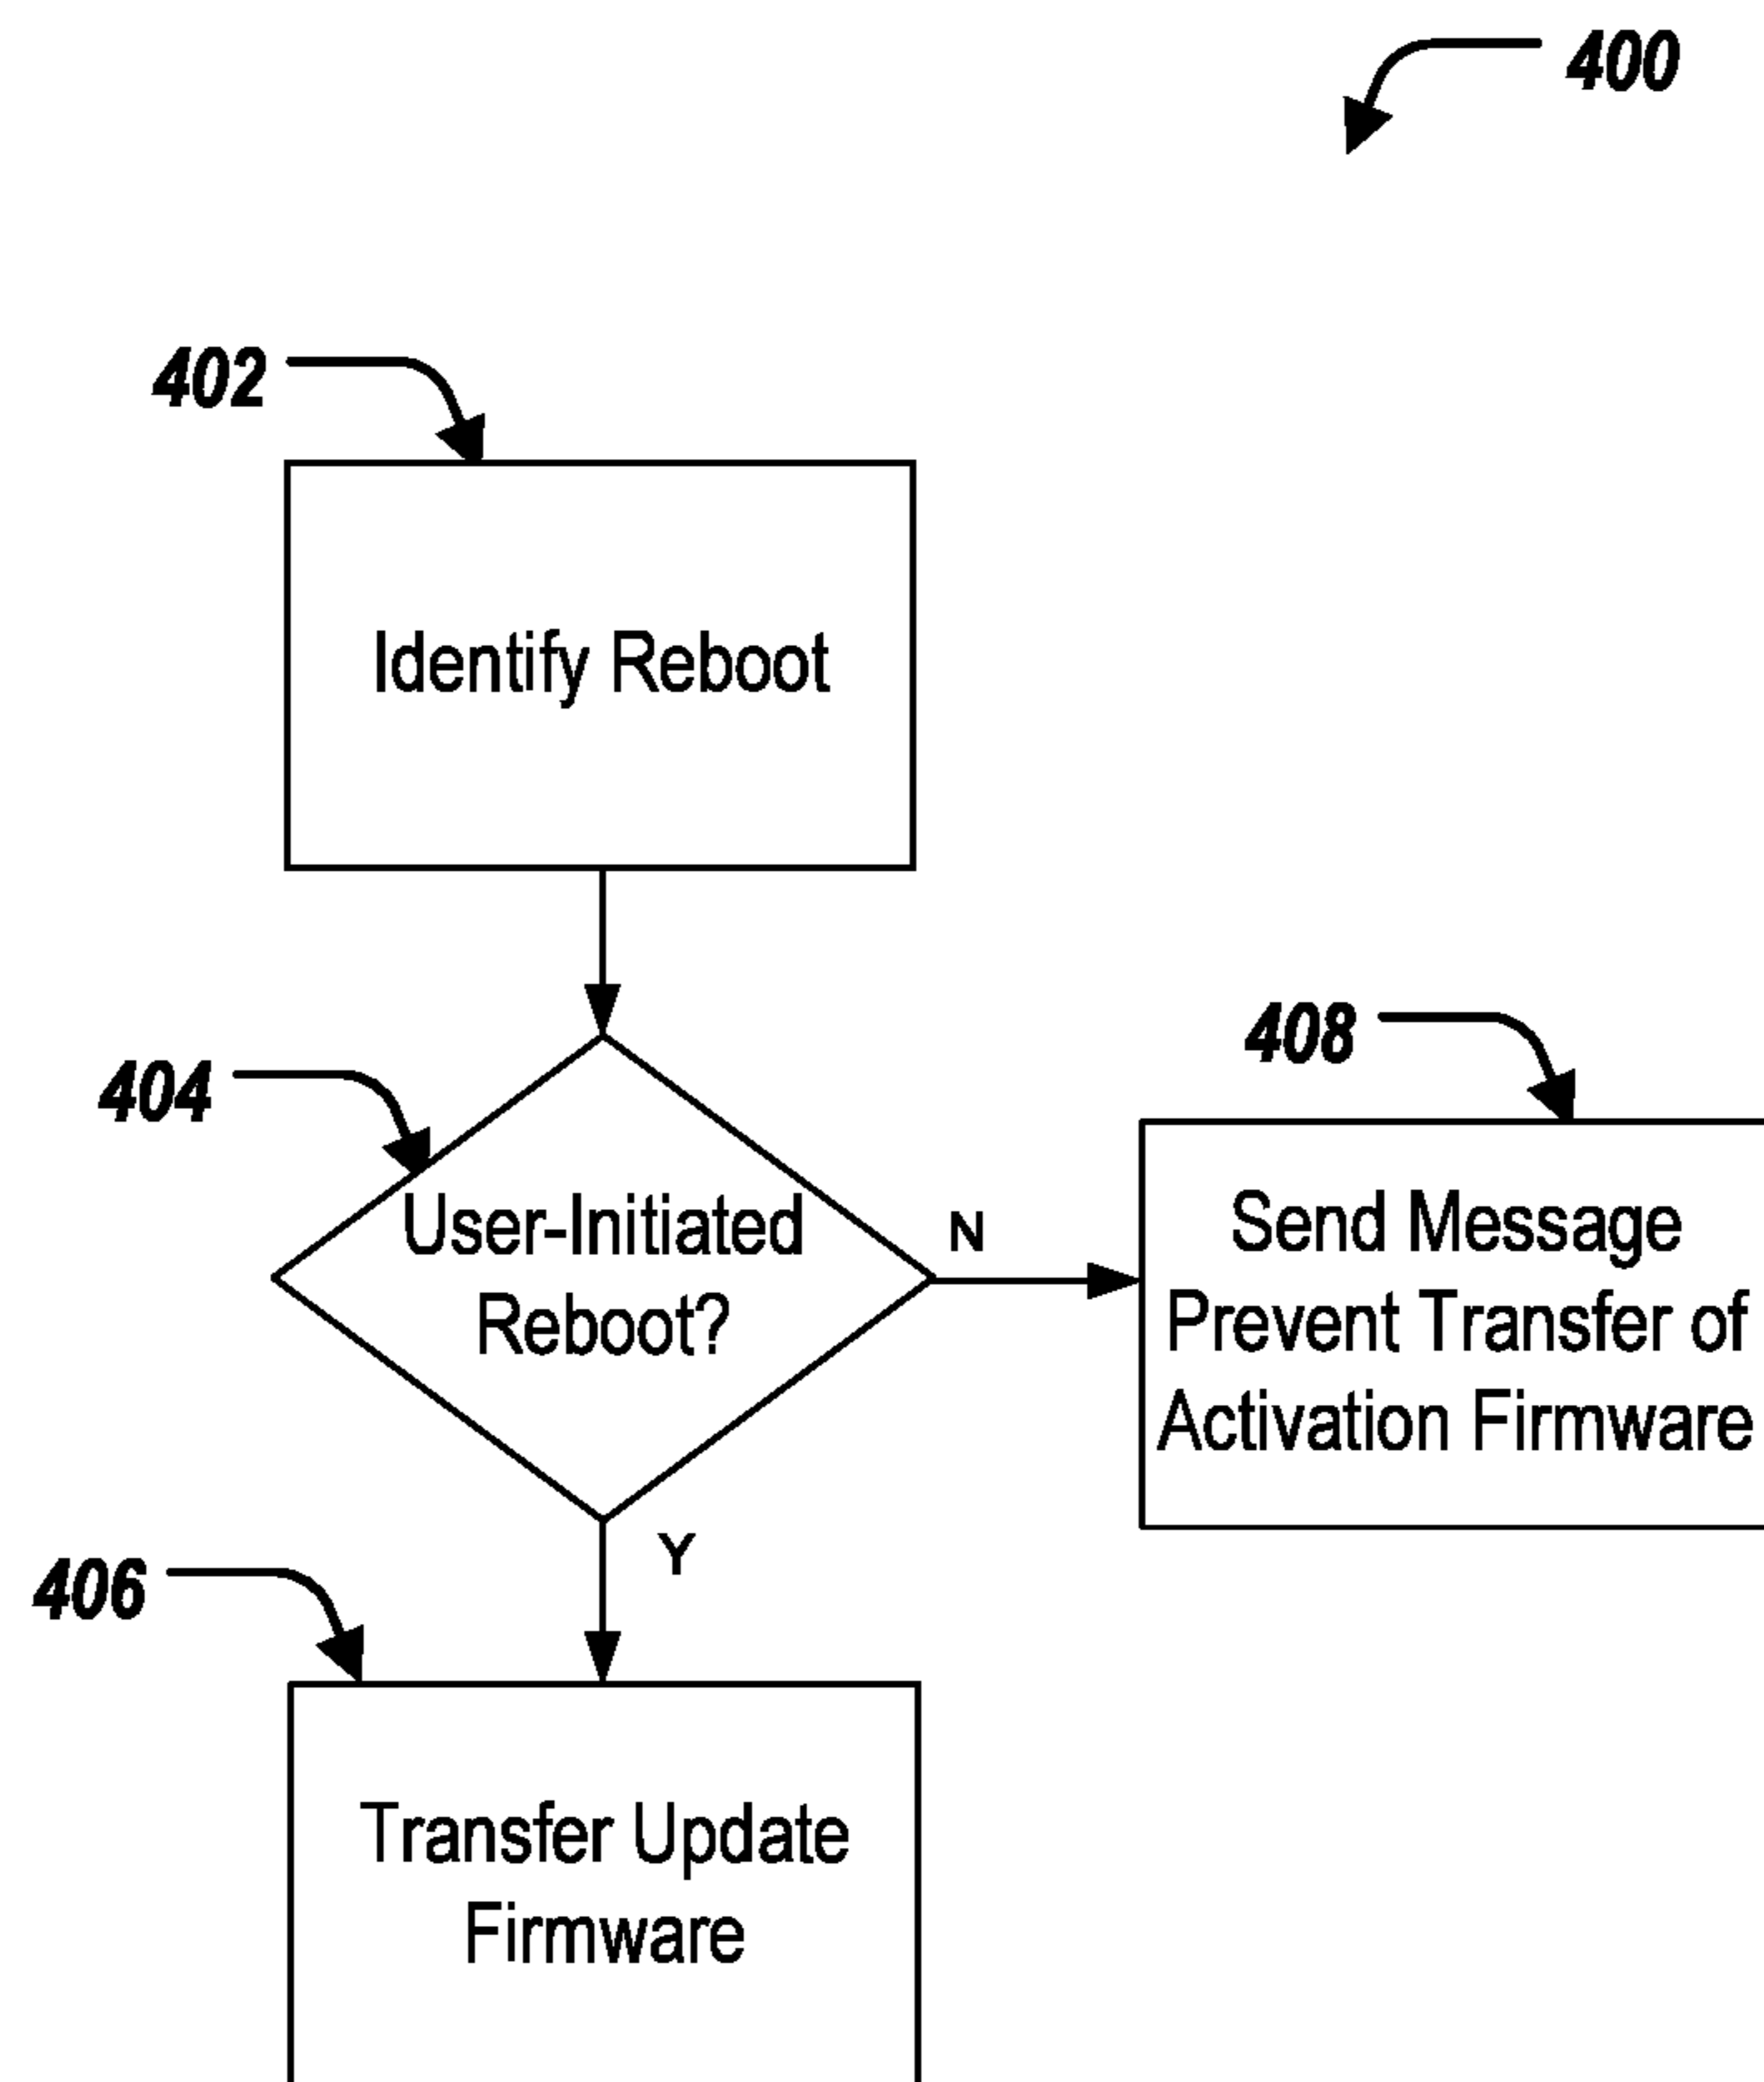 400
402
Identify Reboot
404
User-Initiated
Reboot?
N
408
Send Message
Prevent Transfer of
Activation Firmware
Y
406
Transfer Update
Firmware